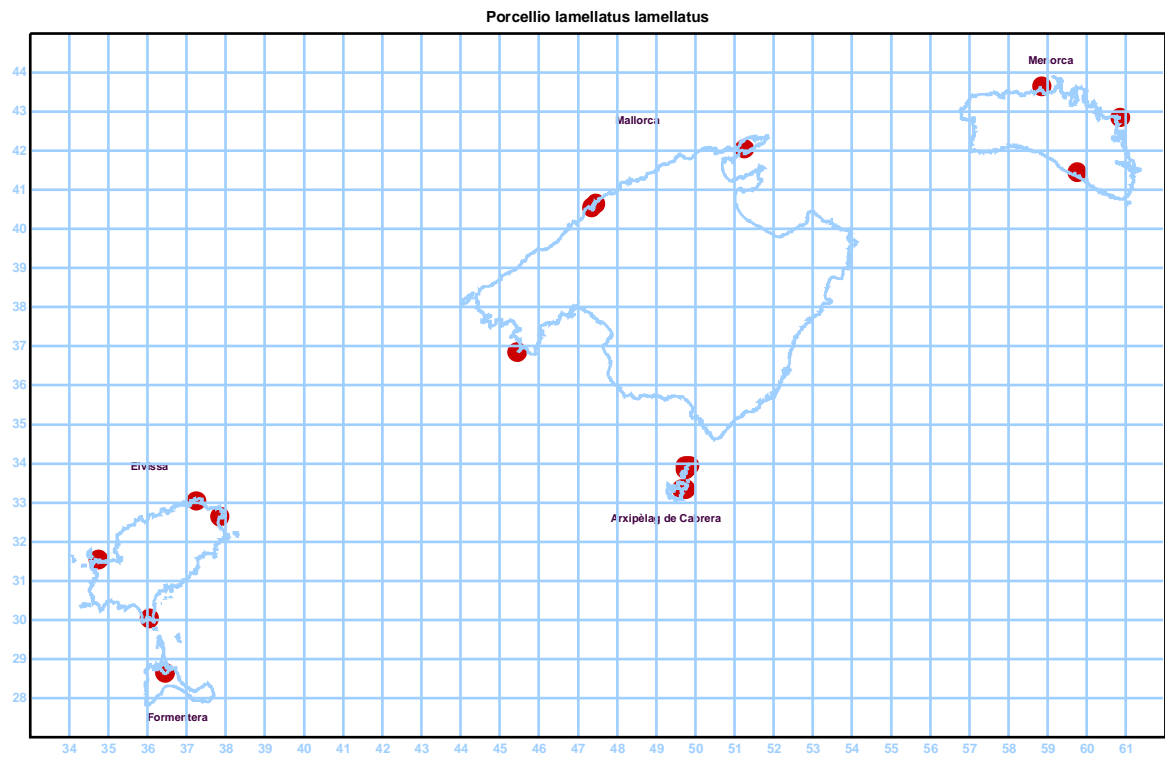 Porcellio lamellatus lamellatus
Menorca
44
43
Mallorca
42
41
40
39
38
37
36
35
34
Eivissa
33
Arxipèlag de Cabrera
32
31
30
29
28
Formentera
34 35 36 37 38 39 40 41 42 43 44 45 46 47 48 49 50 51 52 53 54 55 56 57 58 59 60 61